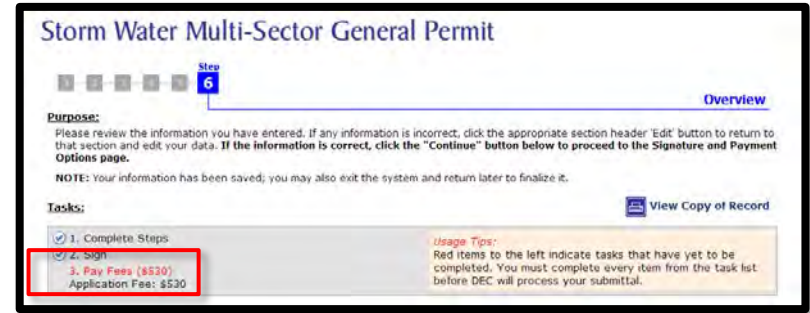 Storm Water Multi-Sector General Permit
Step
1 2 3 4 5 6
Overview
Purpose:
Please review the information you have entered. If any information is incorrect, click the appropriate section header 'Edit' button to return to
that section and edit your data. If the information is correct, click the "Continue" button below to proceed to the Signature and Payment
Options page.
NOTE: Your information has been saved; you may also exit the system and return later to finalize it.
Tasks:
View Copy of Record
1. Complete Steps
2. Sign
3. Pay Fees ($530)
Application Fee: $530
Usage Tips:
Red items to the left indicate tasks that have yet to be
completed. You must complete every item from the task list
before DEC will process your submittal.